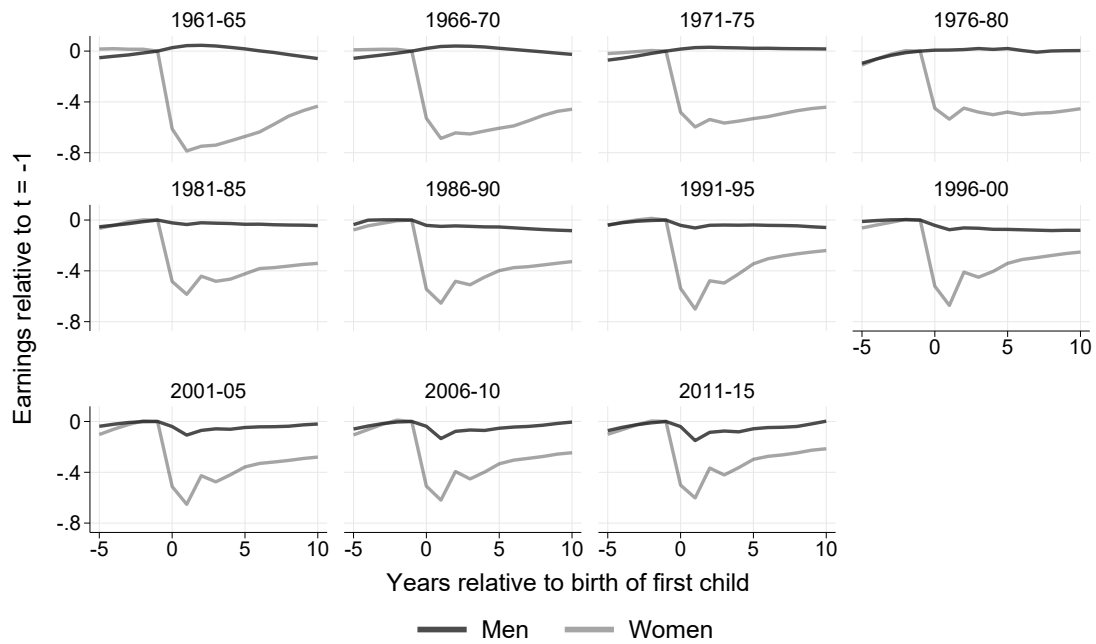 1961-65
1966-70
1971-75
1976-80
0
-.4
-.8
1981-85
1986-90
1991-95
1996-00
0
-.4
-.8
-5 0 5 10
2001-05
2006-10
2011-15
0
-.4
-.8
-5 0 5 10
-5 0 5 10
-5 0 5 10
Earnings relative to t = -1
Years relative to birth of first child
Men
Women